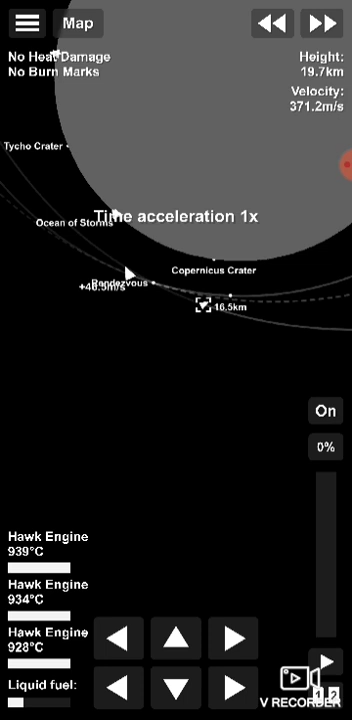 Map
No Heat Damage
No Burn Marks
Height:
19.7km
Velocity:
371.2m/s
Tycho Crater
Time acceleration 1x
Ocean of Storms
Copernicus Crater
Rendezvous
16.5km
On
0%
Hawk Engine
939°C
Hawk Engine
934°C
Hawk Engine
928°C
Liquid fuel:
V RECORDER